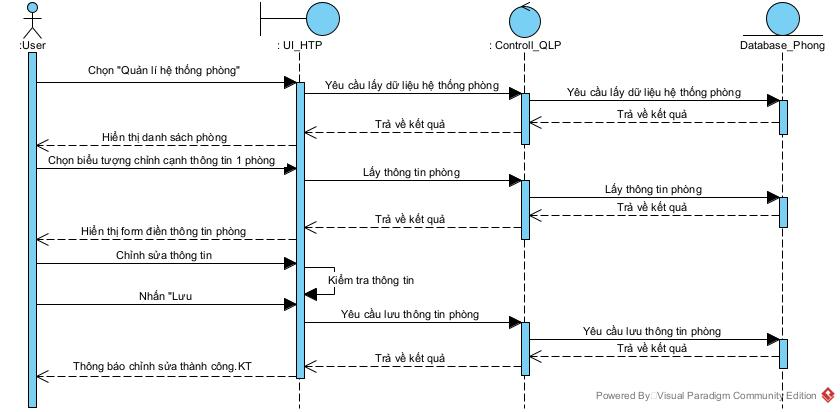 :User
: UI_HTP
: Controll_QLP
Database_Phong
Chọn "Quản lí hệ thống phòng"
Yêu cầu lấy dữ liệu hệ thống phòng
Yêu cầu lấy dữ liệu hệ thống phòng
Trả về kết quả
Trả về kết quả
Hiển thị danh sách phòng
Chọn biểu tượng chỉnh cạnh thông tin 1 phòng
Lấy thông tin phòng
Lấy thông tin phòng
Trả về kết quả
Trả về kết quả
Hiển thị form điền thông tin phòng
Chỉnh sửa thông tin
Kiểm tra thông tin
Nhấn "Lưu
Yêu cầu lưu thông tin phòng
Yêu cầu lưu thông tin phòng
Trả về kết quả
Trả về kết quả
Thông báo chỉnh sửa thành công.KT
Powered By Visual Paradigm Community Edition